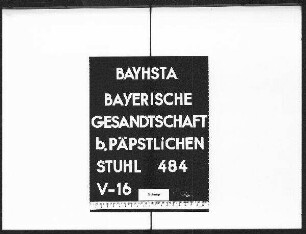 BAYHSTA
BAYERISCHE
GESANDTSCHAFT
b. PÄPSTLICHEN
STUHL 484
V-16